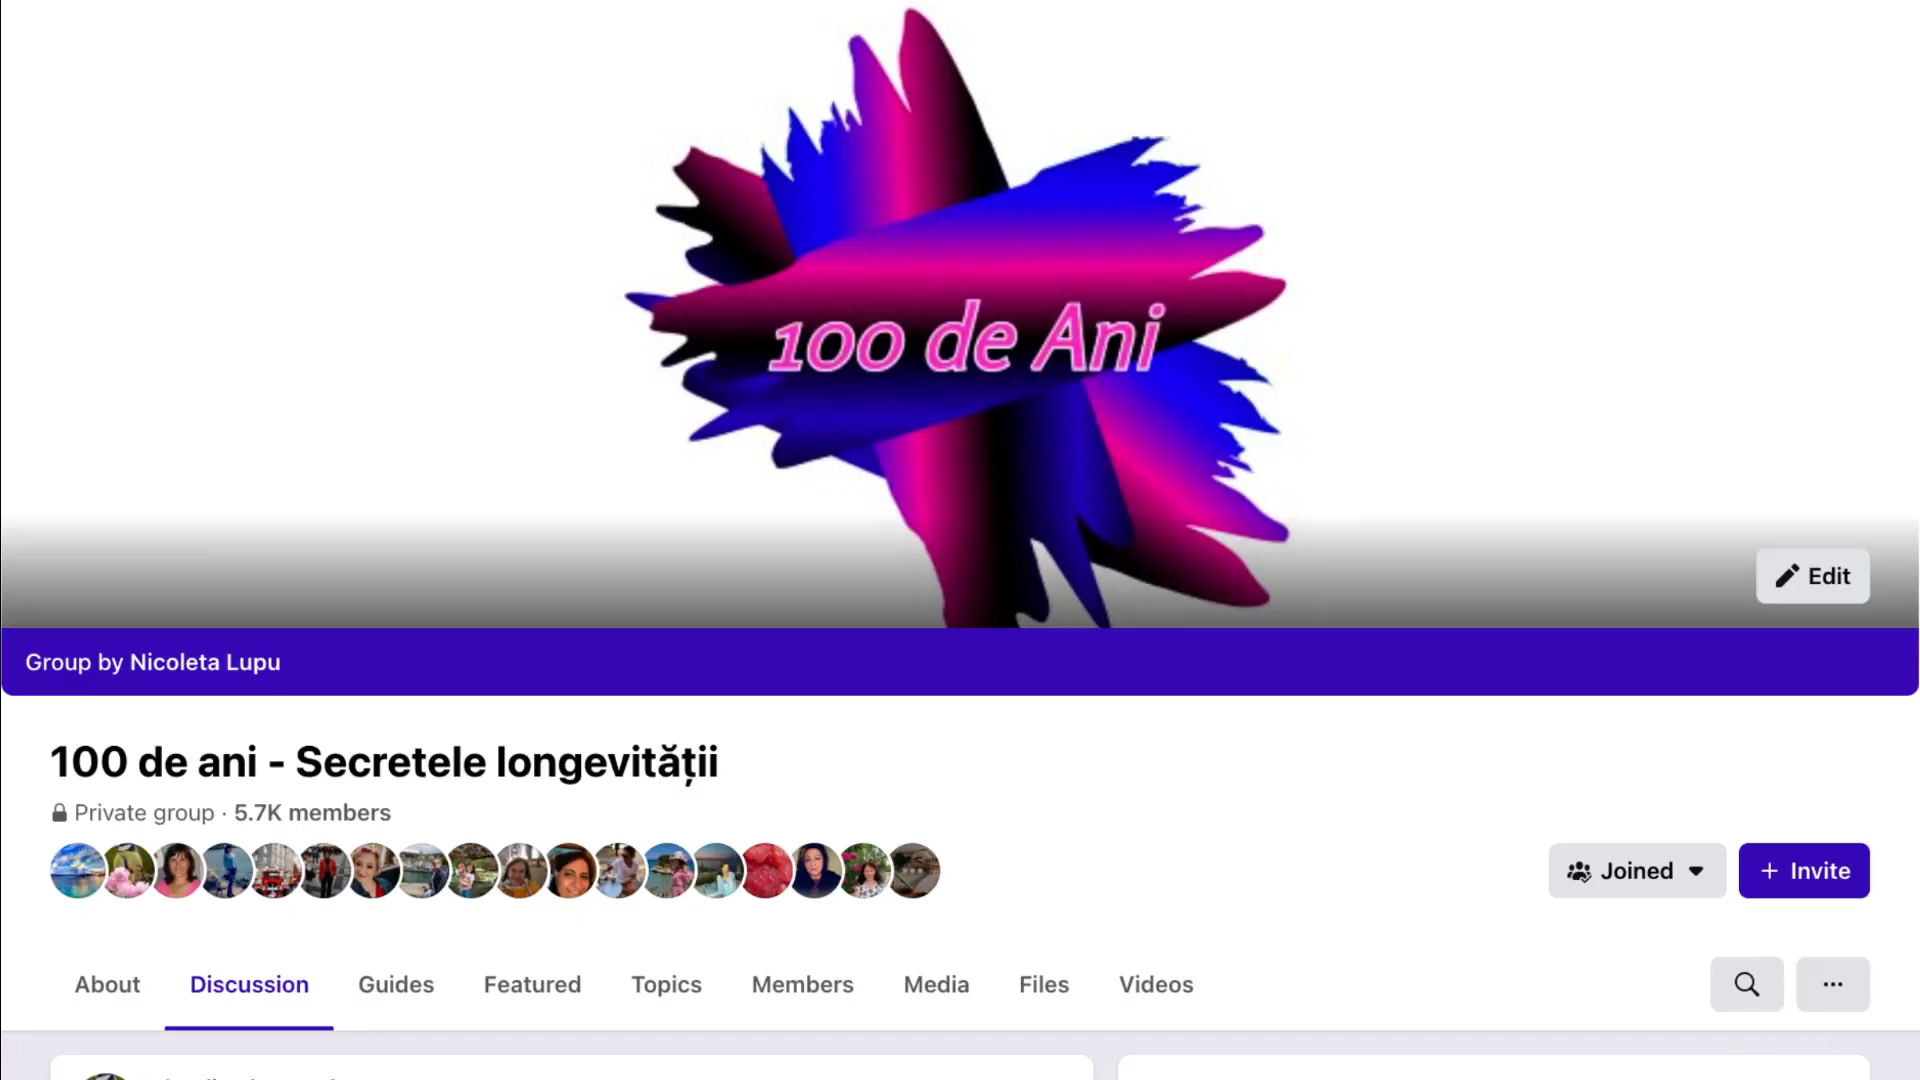 100 de Ani
Edit
Group by Nicoleta Lupu
100 de ani - Secretele longevității
Private group · 5.7K members
Joined
+ Invite
About Discussion Guides Featured Topics Members Media Files Videos